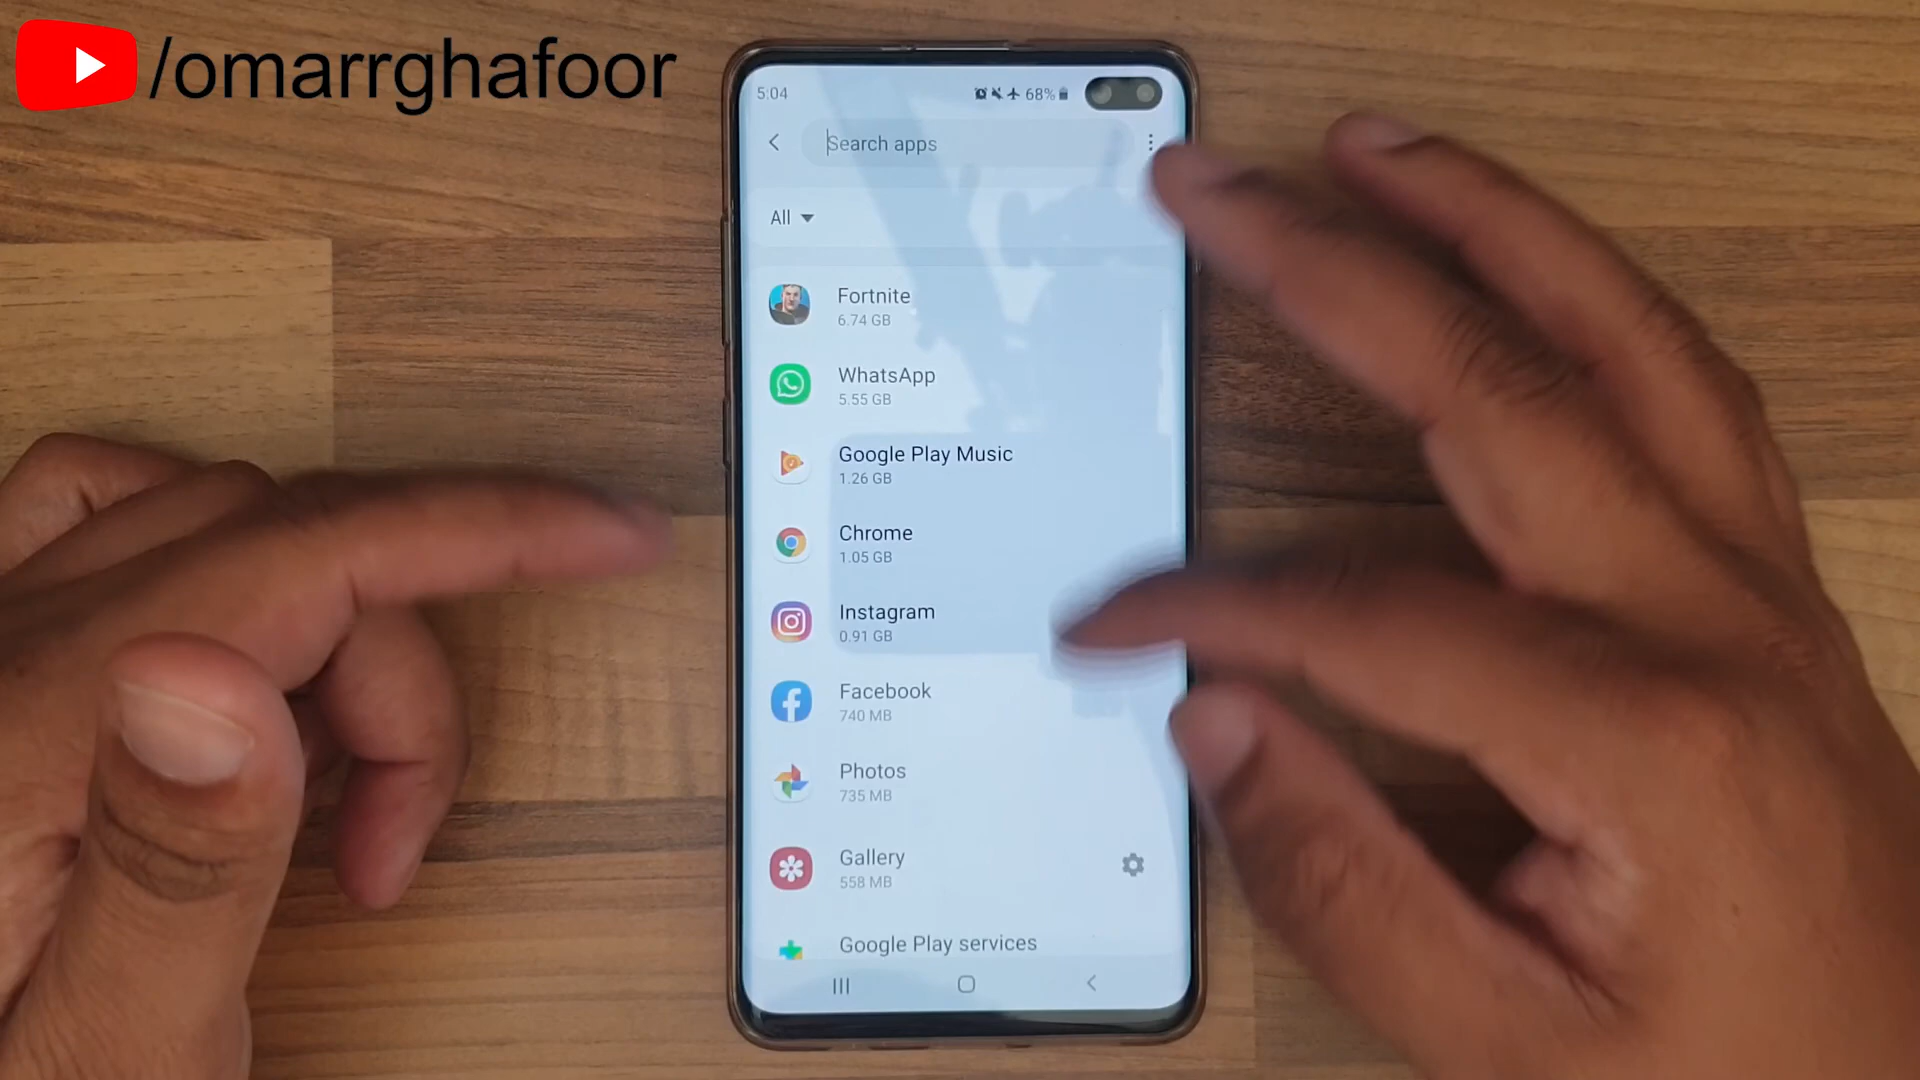 /omarrghafoor
5:04
68%
Search apps
All
Fortnite
6.74 GB
WhatsApp
5.55 GB
Google Play Music
1.26 GB
Chrome
1.05 GB
Instagram
0.91 GB
Facebook
740 MB
Photos
735 MB
Gallery
558 MB
Google Play services